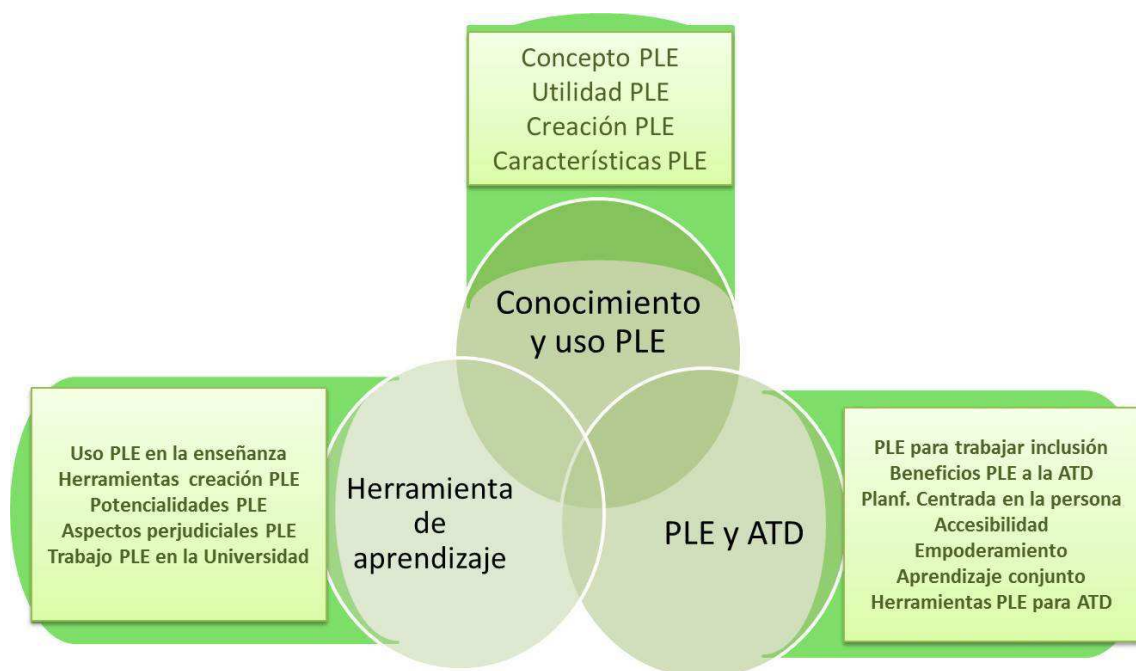 Concepto PLE
Utilidad PLE
Creación PLE
Características PLE
Conocimiento
y uso PLE
Uso PLE en la enseñanza
Herramientas creación PLE
Potencialidades PLE
Aspectos perjudiciales PLE
Trabajo PLE en la Universidad
Herramienta
de
aprendizaje
PLE y ATD
PLE para trabajar inclusión
Beneficios PLE a la ATD
Planf. Centrada en la persona
Accesibilidad
Empoderamiento
Aprendizaje conjunto
Herramientas PLE para ATD